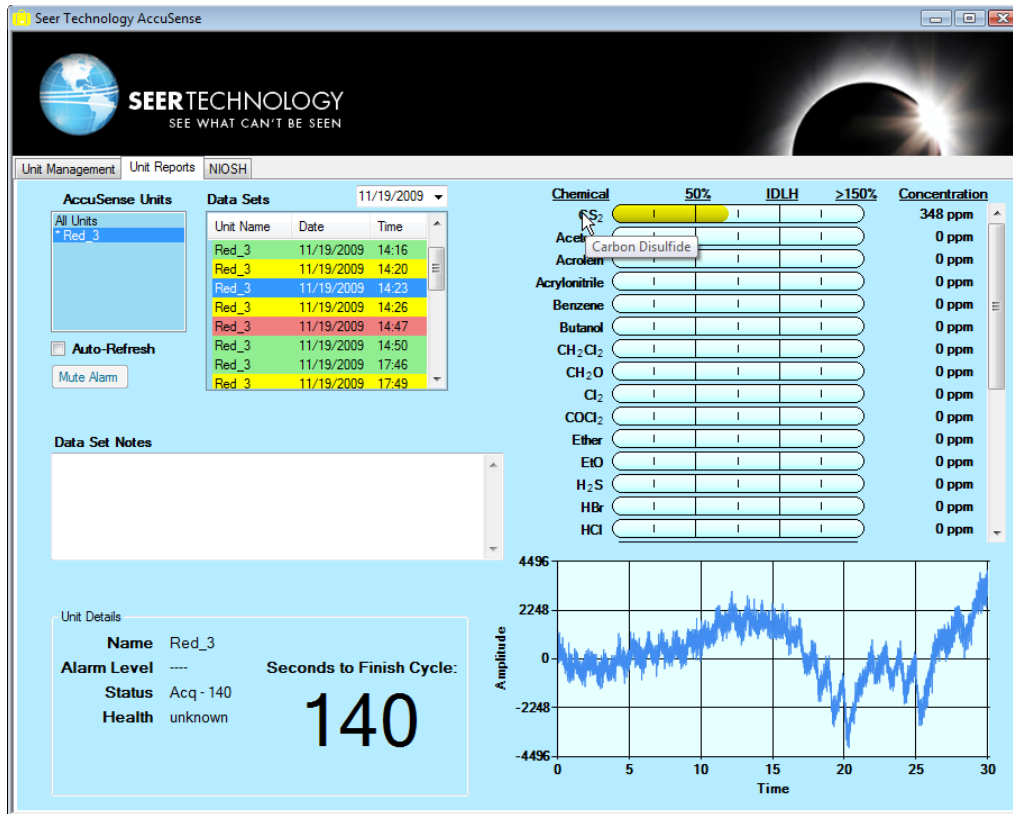 Seer Technology AccuSense
SEERTECHNOLOGY
SEE WHAT CAN'T BE SEEN
Unit Management Unit Reports NIOSH
AccuSense Units
All Units
* Red_3
Auto-Refresh
Mute Alarm
Data Sets 11/19/2009
Unit Name Date Time
Red_3 11/19/2009 14:16
Red_3 11/19/2009 14:20
Red_3 11/19/2009 14:23
Red_3 11/19/2009 14:26
Red_3 11/19/2009 14:47
Red_3 11/19/2009 14:50
Red_3 11/19/2009 17:46
Red_3 11/19/2009 17:49
Data Set Notes
Chemical 50% IDLH >150% Concentration
CS₂ 348 ppm
Carbon Disulfide
0 ppm
Acrolein 0 ppm
Acrylonitrile 0 ppm
Benzene 0 ppm
Butanol 0 ppm
CH₂Cl₂ 0 ppm
CH₂O 0 ppm
Cl₂ 0 ppm
COCl₂ 0 ppm
Ether 0 ppm
EtO 0 ppm
H₂S 0 ppm
HBr 0 ppm
HCl 0 ppm
Unit Details
Name Red_3
Alarm Level ----
Status Acq - 140
Health unknown
Seconds to Finish Cycle:
140
Amplitude
4496
2248
0
-2248
-4496
0 5 10 15 20 25 30
Time